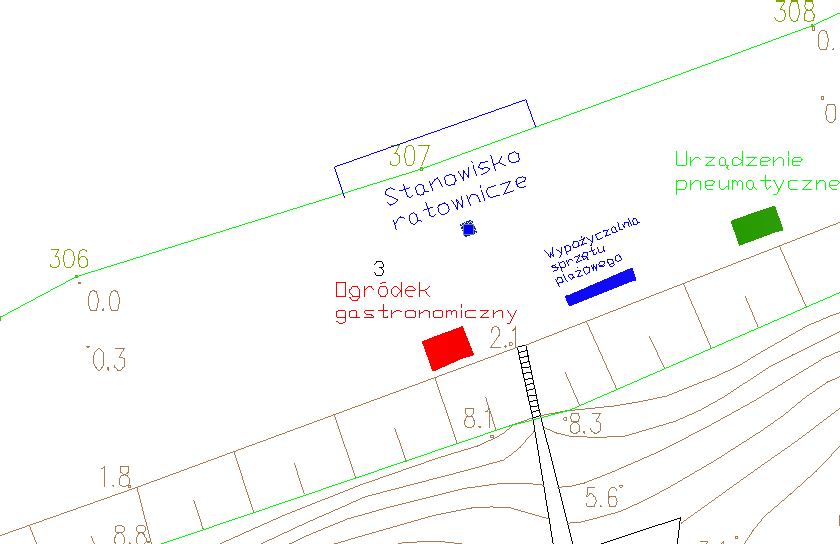 308
0.
0
307
Stanowisko
ratownicze
Urządzenie
pneumatyczne
306
0.0
3
Ogródek
gastronomiczny
Wypożyczalnia
sprzętu
plażowego
2.1
0.3
8.1
8.3
1.8
5.6
8.8